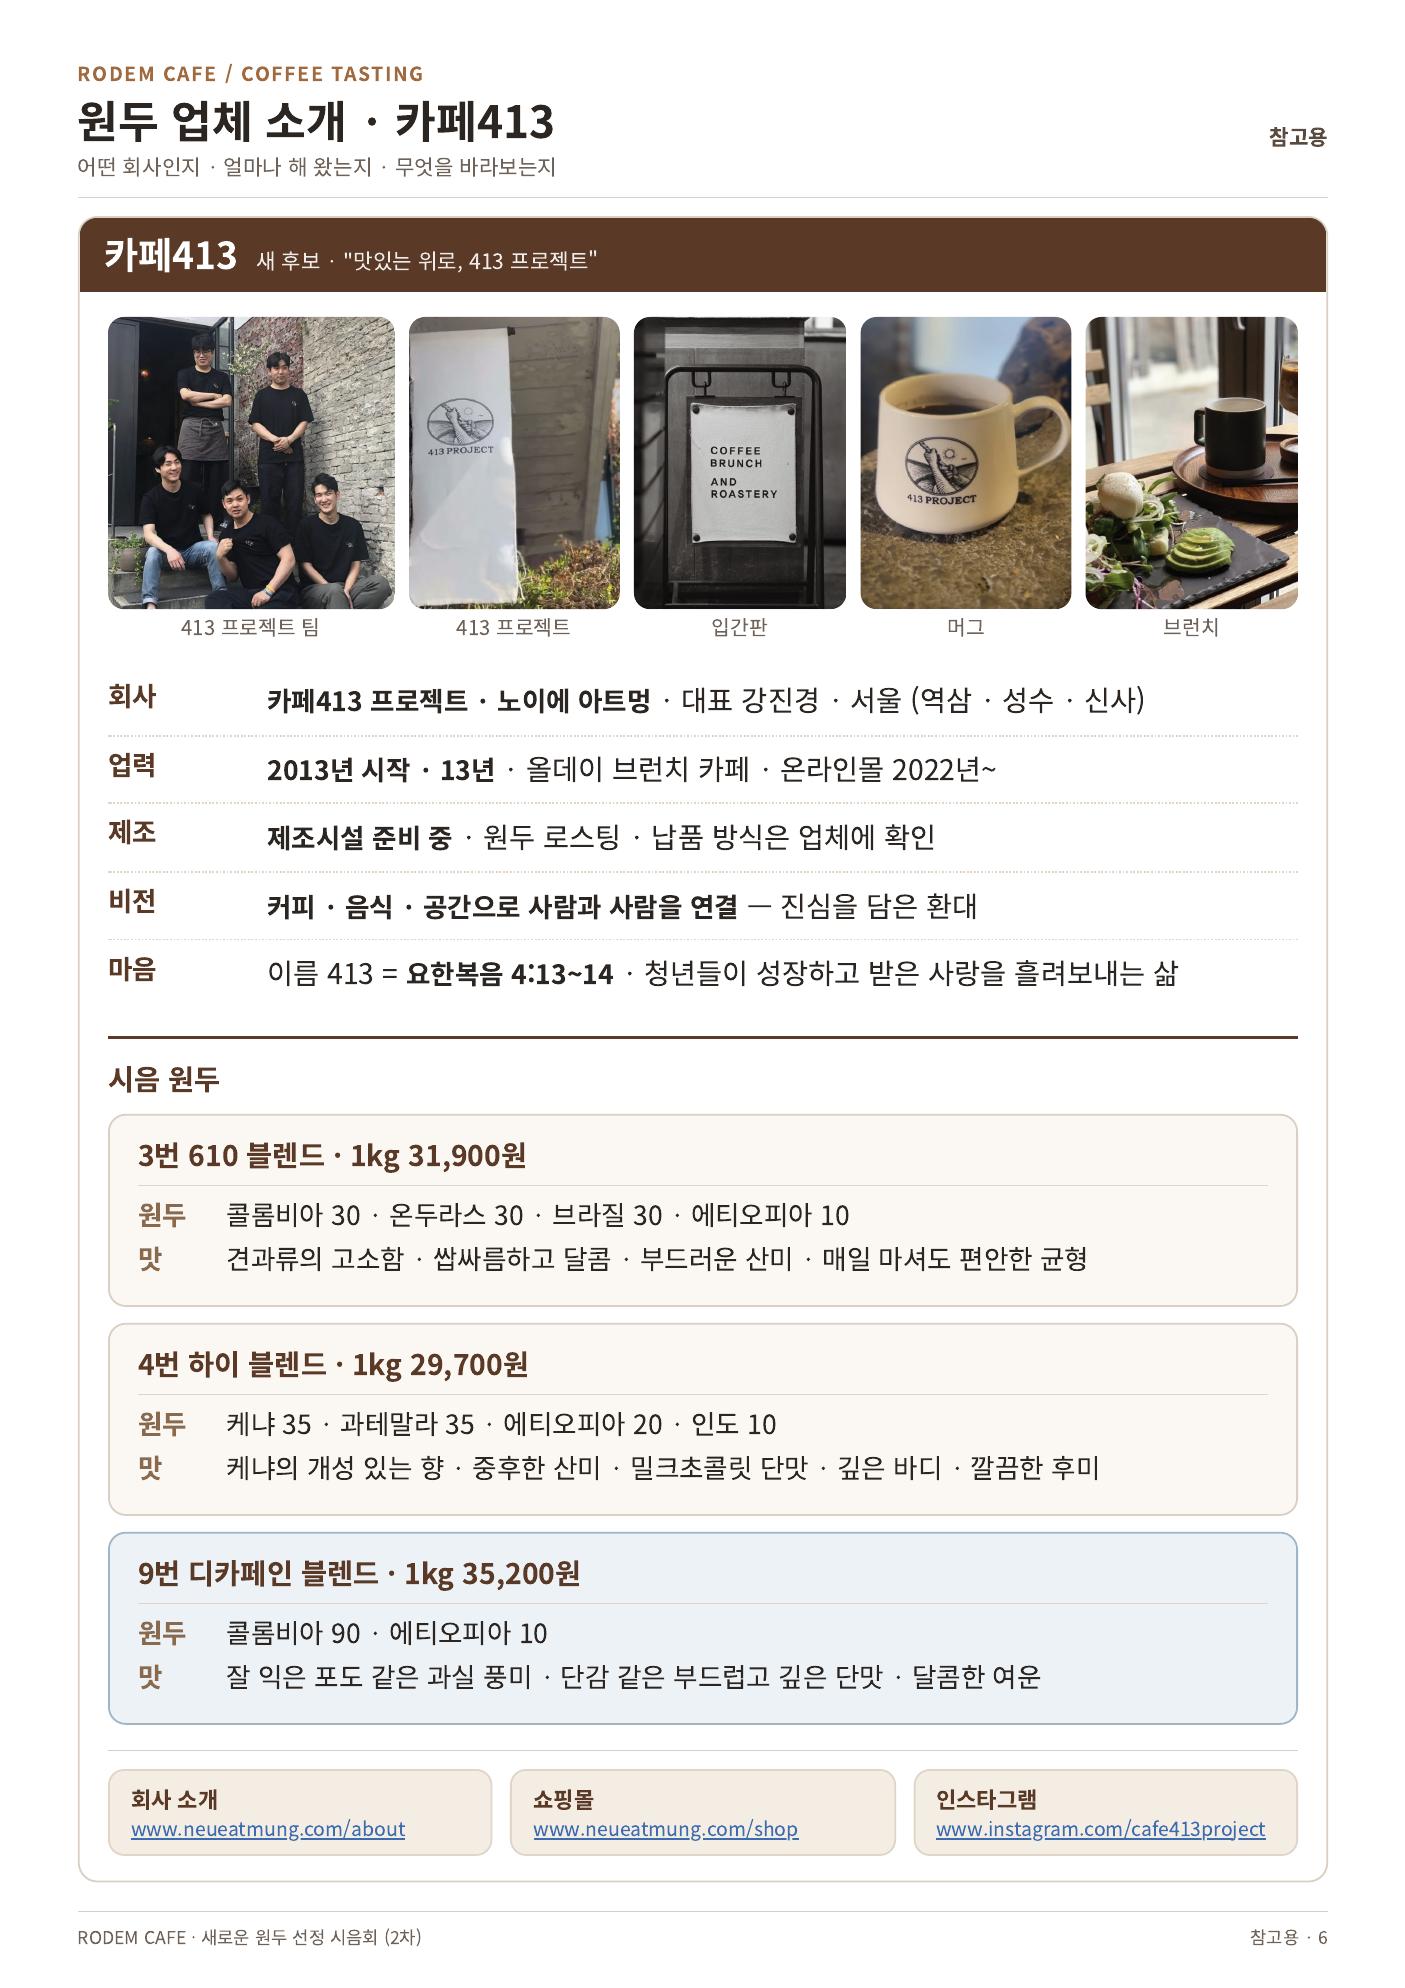 RODEM CAFE / COFFEE TASTING
원두 업체 소개 · 카페413
참고용
어떤 회사인지 · 얼마나 해 왔는지 · 무엇을 바라보는지
카페413 새 후보 · "맛있는 위로, 413 프로젝트"
413 PROJECT
COFFEE
BRUNCH
AND
ROASTERY
413 PROJECT
413 프로젝트 팀
413 프로젝트
입간판
머그
브런치
회사 카페413 프로젝트 · 노이에 아트멍 · 대표 강진경 · 서울 (역삼 · 성수 · 신사)
업력 2013년 시작 · 13년 · 올데이 브런치 카페 · 온라인몰 2022년~
제조 제조시설 준비 중 · 원두 로스팅 · 납품 방식은 업체에 확인
비전 커피 · 음식 · 공간으로 사람과 사람을 연결 — 진심을 담은 환대
마음 이름 413 = 요한복음 4:13~14 · 청년들이 성장하고 받은 사랑을 흘려보내는 삶
시음 원두
3번 610 블렌드 · 1kg 31,900원
원두 콜롬비아 30 · 온두라스 30 · 브라질 30 · 에티오피아 10
맛 견과류의 고소함 · 쌉싸름하고 달콤 · 부드러운 산미 · 매일 마셔도 편안한 균형
4번 하이 블렌드 · 1kg 29,700원
원두 케냐 35 · 과테말라 35 · 에티오피아 20 · 인도 10
맛 케냐의 개성 있는 향 · 중후한 산미 · 밀크초콜릿 단맛 · 깊은 바디 · 깔끔한 후미
9번 디카페인 블렌드 · 1kg 35,200원
원두 콜롬비아 90 · 에티오피아 10
맛 잘 익은 포도 같은 과실 풍미 · 단감 같은 부드럽고 깊은 단맛 · 달콤한 여운
회사 소개
www.neueatmung.com/about
쇼핑몰
www.neueatmung.com/shop
인스타그램
www.instagram.com/cafe413project
RODEM CAFE · 새로운 원두 선정 시음회 (2차)
참고용 · 6